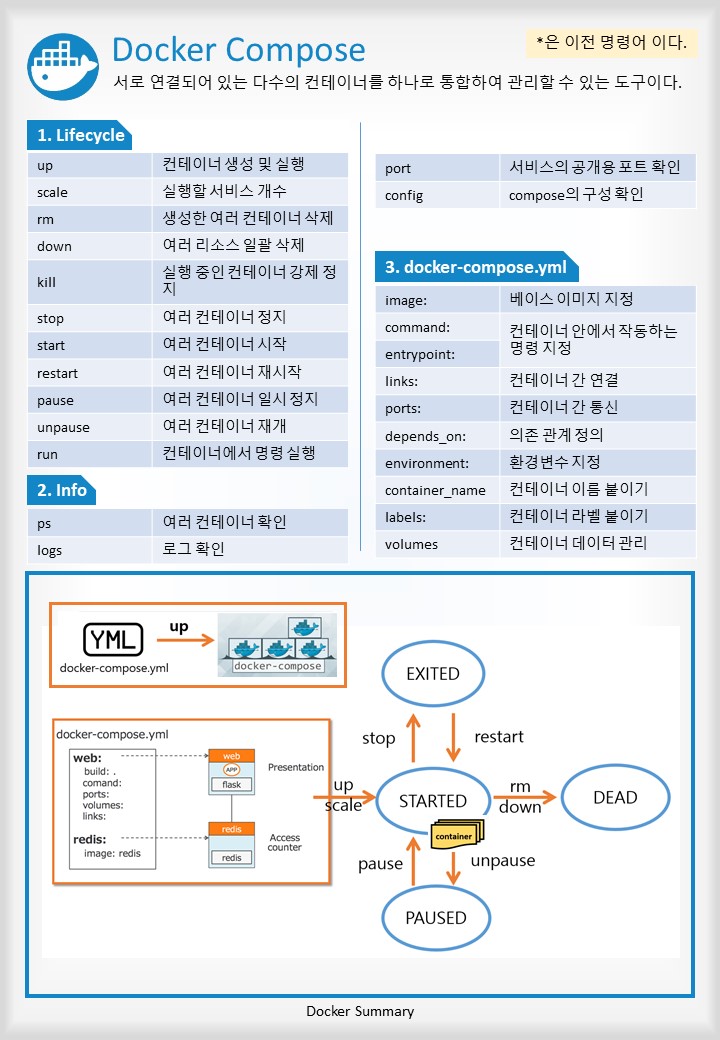 Docker Compose
*은 이전 명령어 이다.
서로 연결되어 있는 다수의 컨테이너를 하나로 통합하여 관리할 수 있는 도구이다.
1. Lifecycle
up 컨테이너 생성 및 실행
scale 실행할 서비스 개수
rm 생성한 여러 컨테이너 삭제
down 여러 리소스 일괄 삭제
kill 실행 중인 컨테이너 강제 정
지
stop 여러 컨테이너 정지
start 여러 컨테이너 시작
restart 여러 컨테이너 재시작
pause 여러 컨테이너 일시 정지
unpause 여러 컨테이너 재개
run 컨테이너에서 명령 실행
2. Info
ps 여러 컨테이너 확인
logs 로그 확인
port 서비스의 공개용 포트 확인
config compose의 구성 확인
3. docker-compose.yml
image: 베이스 이미지 지정
command: 컨테이너 안에서 작동하는
entrypoint: 명령 지정
links: 컨테이너 간 연결
ports: 컨테이너 간 통신
depends_on: 의존 관계 정의
environment: 환경변수 지정
container_name 컨테이너 이름 붙이기
labels: 컨테이너 라벨 붙이기
volumes 컨테이너 데이터 관리
YML
up
docker-compose.yml
docker-compose
docker-compose.yml
web:
build: .
comand:
ports:
volumes:
links:
redis:
image: redis
web
APP
flask
Presentation
redis
redis
Access
counter
up
scale
EXITED
stop
restart
STARTED
container
rm
down
DEAD
pause
unpause
PAUSED
Docker Summary